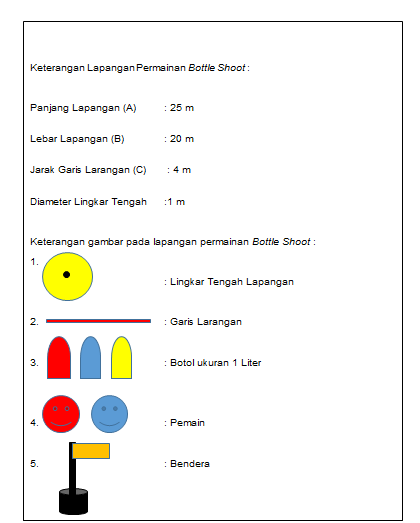 Keterangan Lapangan Permainan Bottle Shoot :
Panjang Lapangan (A) : 25 m
Lebar Lapangan (B) : 20 m
Jarak Garis Larangan (C) : 4 m
Diameter Lingkar Tengah :1 m
Keterangan gambar pada lapangan permainan Bottle Shoot :
1. : Lingkar Tengah Lapangan
2. : Garis Larangan
3. : Botol ukuran 1 Liter
4. : Pemain
5. : Bendera